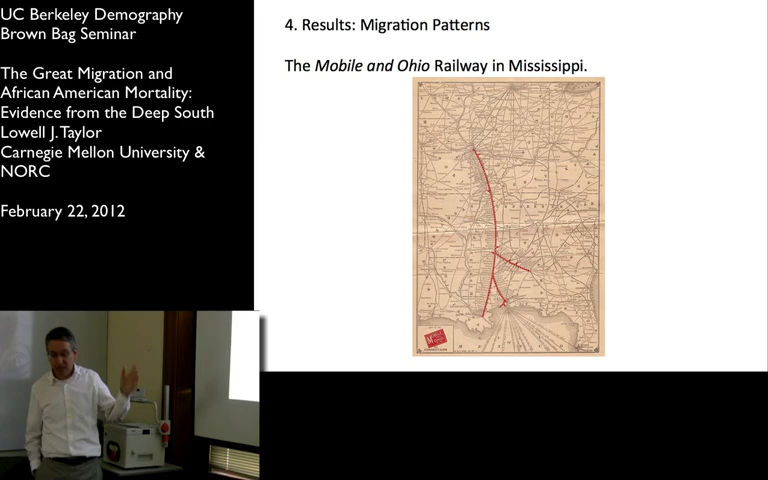 UC Berkeley Demography
Brown Bag Seminar
The Great Migration and
African American Mortality:
Evidence from the Deep South
Lowell J. Taylor
Carnegie Mellon University &
NORC
February 22, 2012
4. Results: Migration Patterns
The Mobile and Ohio Railway in Mississippi.